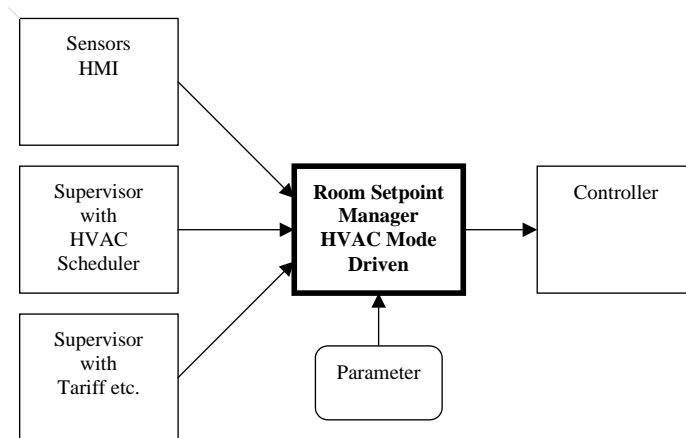 Sensors
HMI
Supervisor
with
HVAC
Scheduler
Supervisor
with
Tariff etc.
Room Setpoint
Manager
HVAC Mode
Driven
Parameter
Controller